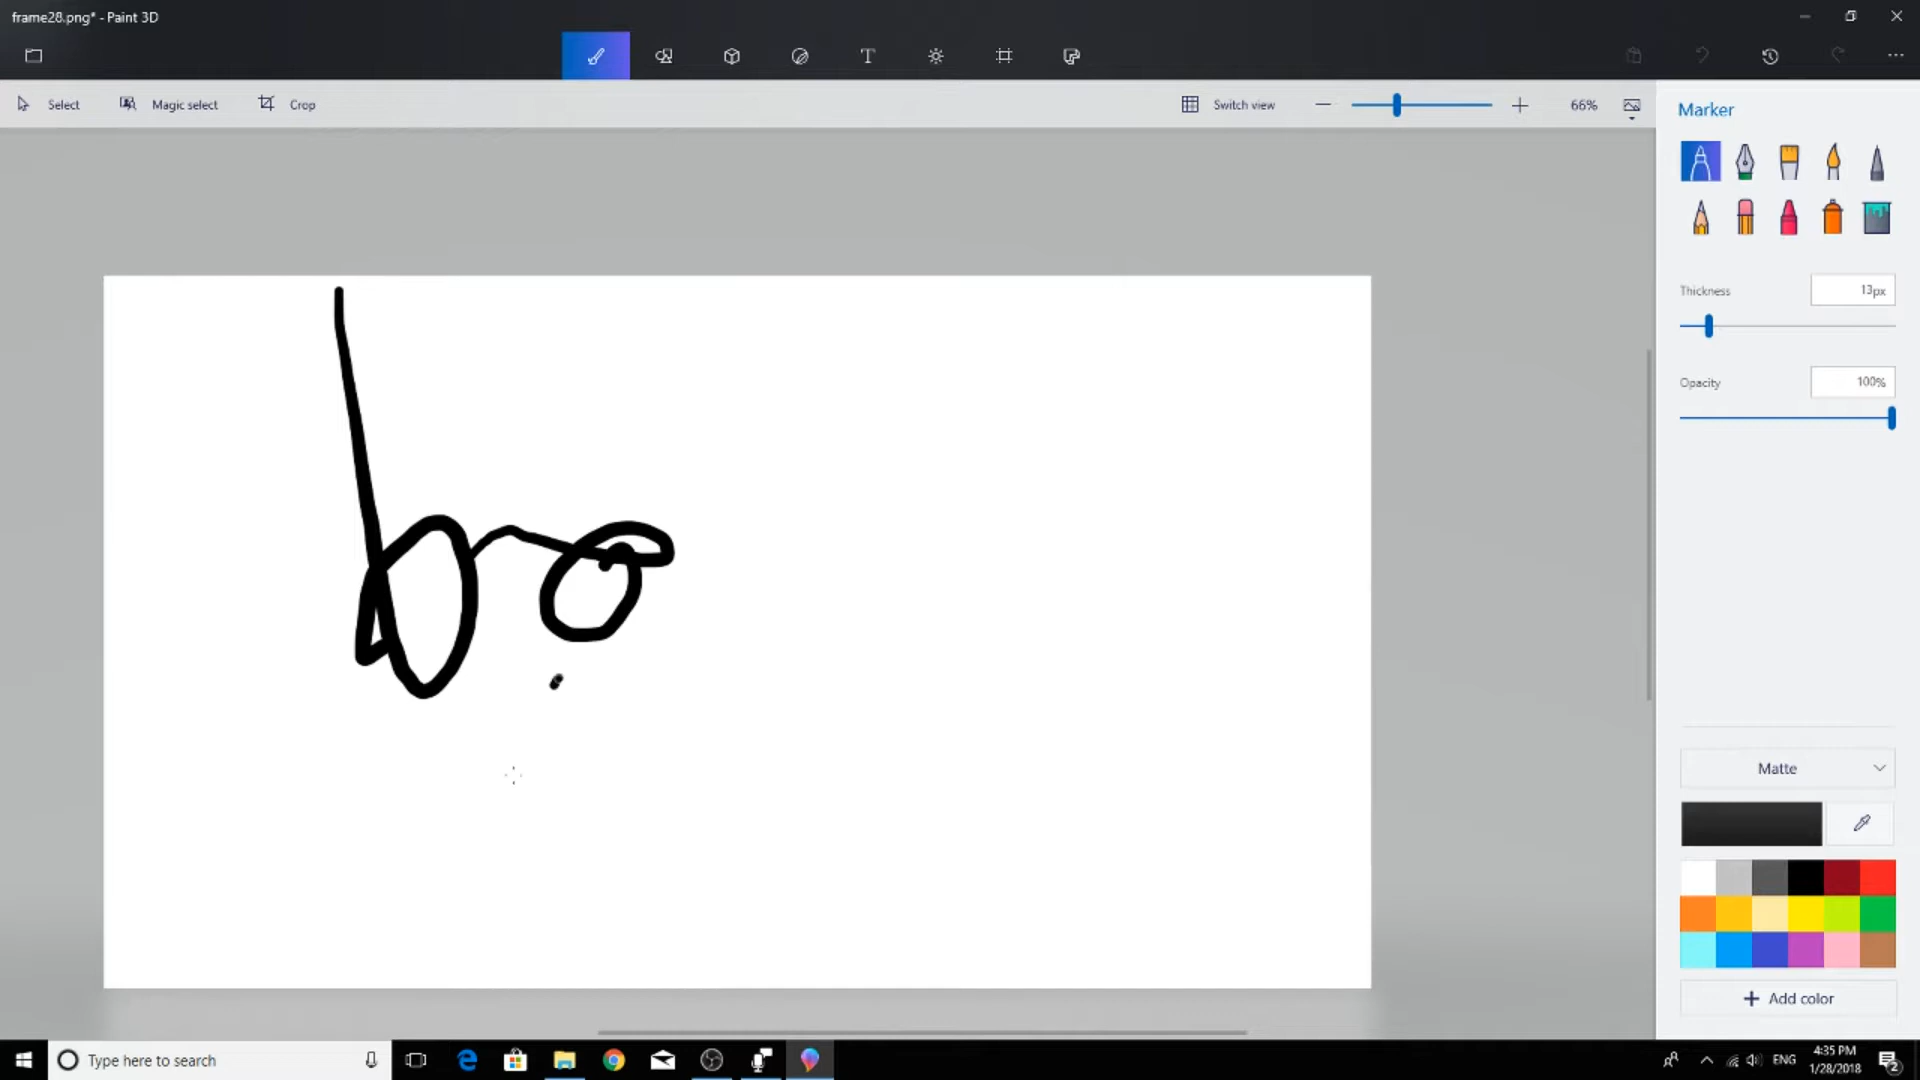 frame28.png* - Paint 3D
Select Magic select Crop Switch view 66%
Marker
Thickness 13px
Opacity 100%
Matte
Add color
Type here to search
ENG 4:35 PM
1/28/2018 2